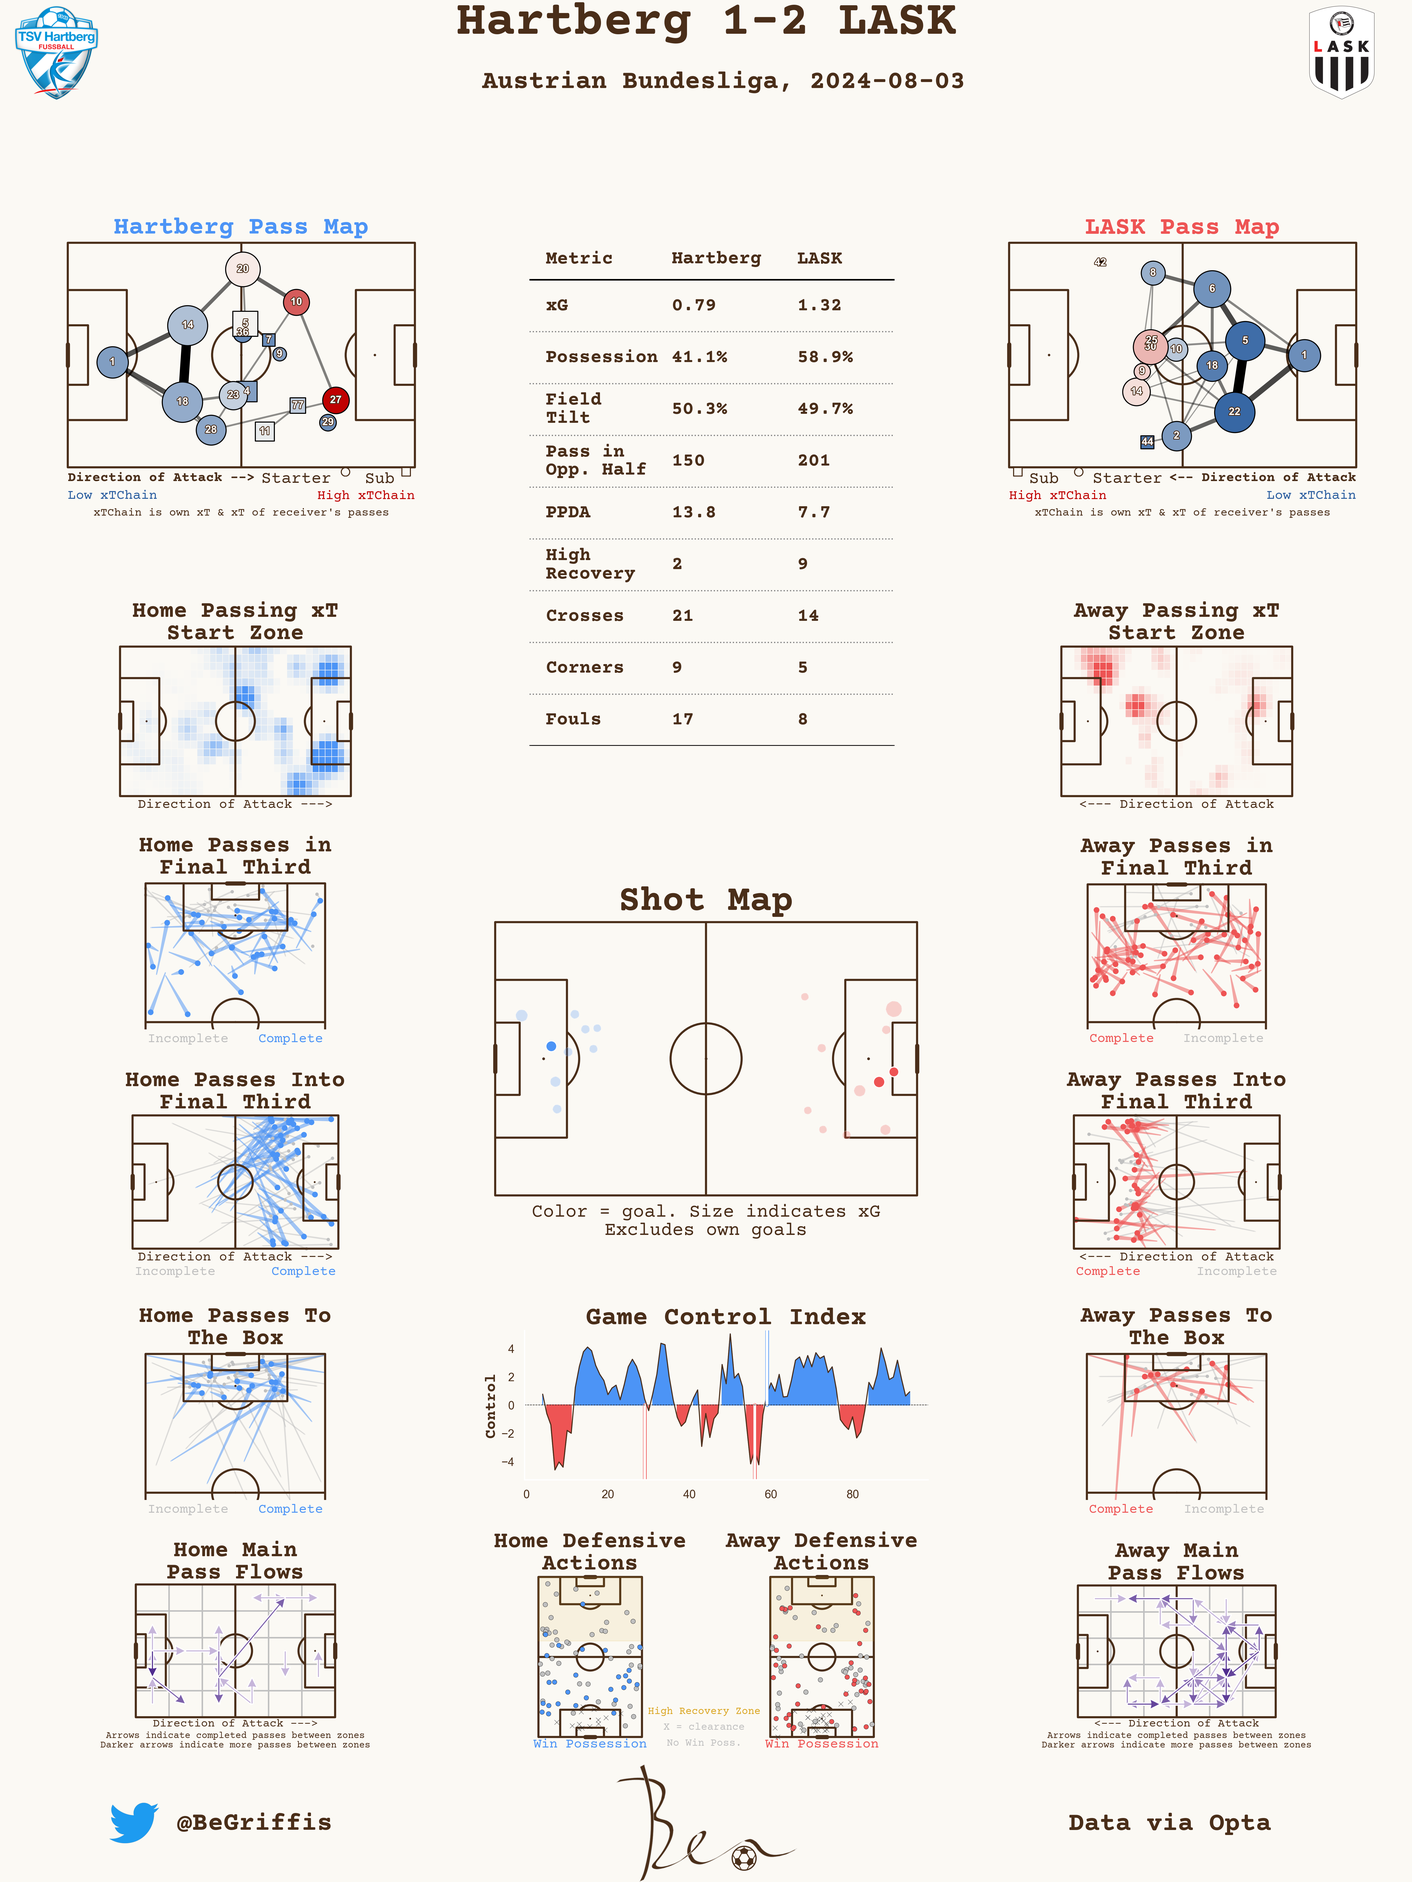 Hartberg 1-2 LASK
Austrian Bundesliga, 2024-08-03
TSV Hartberg
FUSSBALL
LASK
Hartberg Pass Map
20
10
14
5
36
7
9
1
4
23
18
77
27
29
28
11
Direction of Attack --> Starter Sub
Low xTChain High xTChain
xTChain is own xT & xT of receiver's passes
Metric Hartberg LASK
xG 0.79 1.32
Possession 41.1% 58.9%
Field
Tilt 50.3% 49.7%
Pass in
Opp. Half 150 201
PPDA 13.8 7.7
High
Recovery 2 9
Crosses 21 14
Corners 9 5
Fouls 17 8
LASK Pass Map
42
8
6
25
30
10
5
1
9
18
14
22
2
44
Sub Starter <-- Direction of Attack
High xTChain Low xTChain
xTChain is own xT & xT of receiver's passes
Home Passing xT
Start Zone
Direction of Attack --->
Away Passing xT
Start Zone
<--- Direction of Attack
Home Passes in
Final Third
Incomplete Complete
Away Passes in
Final Third
Complete Incomplete
Shot Map
Color = goal. Size indicates xG
Excludes own goals
Home Passes Into
Final Third
Direction of Attack --->
Incomplete Complete
Away Passes Into
Final Third
<--- Direction of Attack
Complete Incomplete
Home Passes To
The Box
Incomplete Complete
Game Control Index
Control
4
2
0
−2
−4
0 20 40 60 80
Away Passes To
The Box
Complete Incomplete
Home Main
Pass Flows
Direction of Attack --->
Arrows indicate completed passes between zones
Darker arrows indicate more passes between zones
Home Defensive
Actions
Win Possession
Away Defensive
Actions
Win Possession
High Recovery Zone
X = clearance
No Win Poss.
Away Main
Pass Flows
<--- Direction of Attack
Arrows indicate completed passes between zones
Darker arrows indicate more passes between zones
@BeGriffis
Ben
Data via Opta